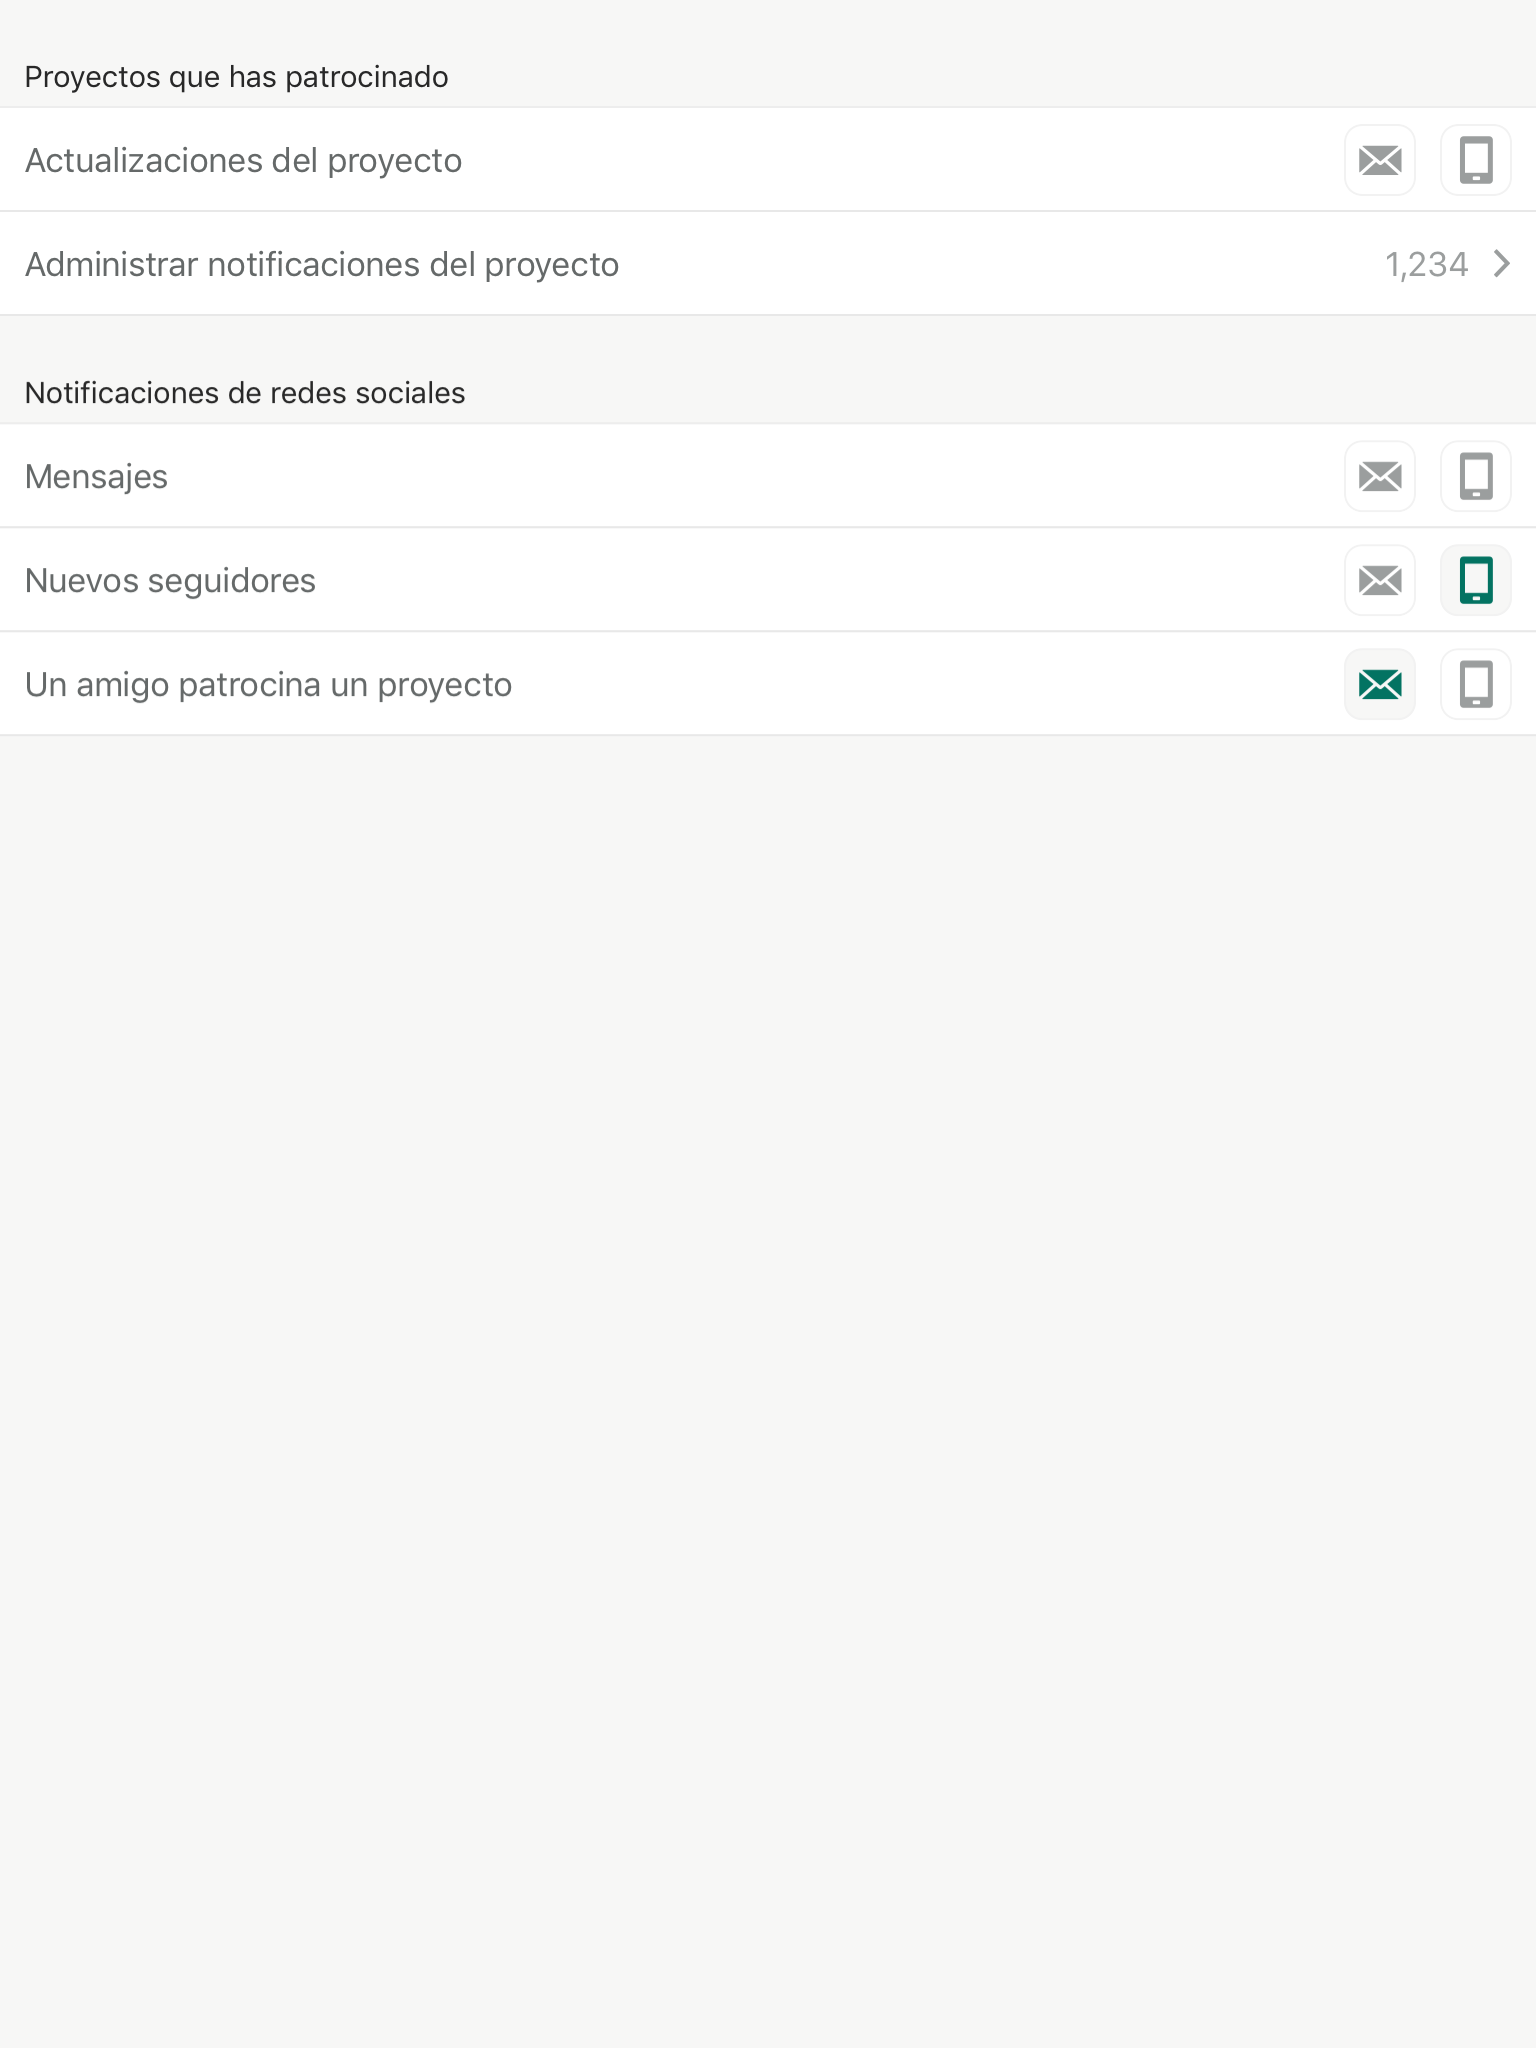 Proyectos que has patrocinado
Actualizaciones del proyecto
Administrar notificaciones del proyecto 1,234
Notificaciones de redes sociales
Mensajes
Nuevos seguidores
Un amigo patrocina un proyecto